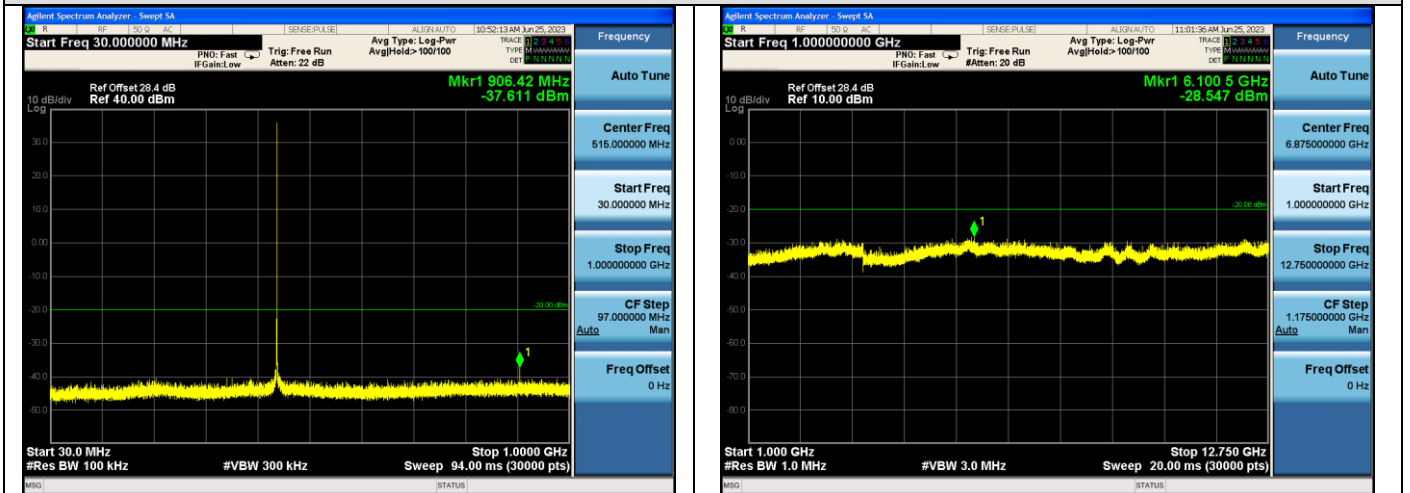 Agilent Spectrum Analyzer - Swept SA
R RF 50 Ω AC SENSE:PULSE ALIGNAUTO 10:52:13 AM Jun 25, 2023
Start Freq 30.000000 MHz
PNO: Fast
IFGain:Low
Trig: Free Run
Atten: 22 dB
Avg Type: Log-Pwr
Avg|Hold:>100/100
TRACE 1 2 3 4 5 6
TYPE
DET P N N N N N
Mkr1 906.42 MHz
-37.611 dBm
Ref Offset 28.4 dB
10 dB/div Ref 40.00 dBm
Log
30.0
20.0
10.0
0.00
-10.0
-20.0
-20.00 dBm
-30.0
1
-40.0
-50.0
Start 30.0 MHz Stop 1.0000 GHz
#Res BW 100 kHz #VBW 300 kHz Sweep 94.00 ms (30000 pts)
MSG STATUS
Frequency
Auto Tune
Center Freq
515.000000 MHz
Start Freq
30.000000 MHz
Stop Freq
1.000000000 GHz
CF Step
97.000000 MHz
Auto Man
Freq Offset
0 Hz
Agilent Spectrum Analyzer - Swept SA
R RF 50 Ω AC SENSE:PULSE ALIGNAUTO 11:01:36 AM Jun 25, 2023
Start Freq 1.000000000 GHz
PNO: Fast
IFGain:Low
Trig: Free Run
#Atten: 20 dB
Avg Type: Log-Pwr
Avg|Hold:>100/100
TRACE 1 2 3 4 5 6
TYPE
DET P N N N N N
Mkr1 6.100 5 GHz
-28.547 dBm
Ref Offset 28.4 dB
10 dB/div Ref 10.00 dBm
Log
0.00
-10.0
-20.0
-20.00 dBm
1
-30.0
-40.0
-50.0
-60.0
-70.0
-80.0
Start 1.000 GHz Stop 12.750 GHz
#Res BW 1.0 MHz #VBW 3.0 MHz Sweep 20.00 ms (30000 pts)
MSG STATUS
Frequency
Auto Tune
Center Freq
6.875000000 GHz
Start Freq
1.000000000 GHz
Stop Freq
12.750000000 GHz
CF Step
1.175000000 GHz
Auto Man
Freq Offset
0 Hz